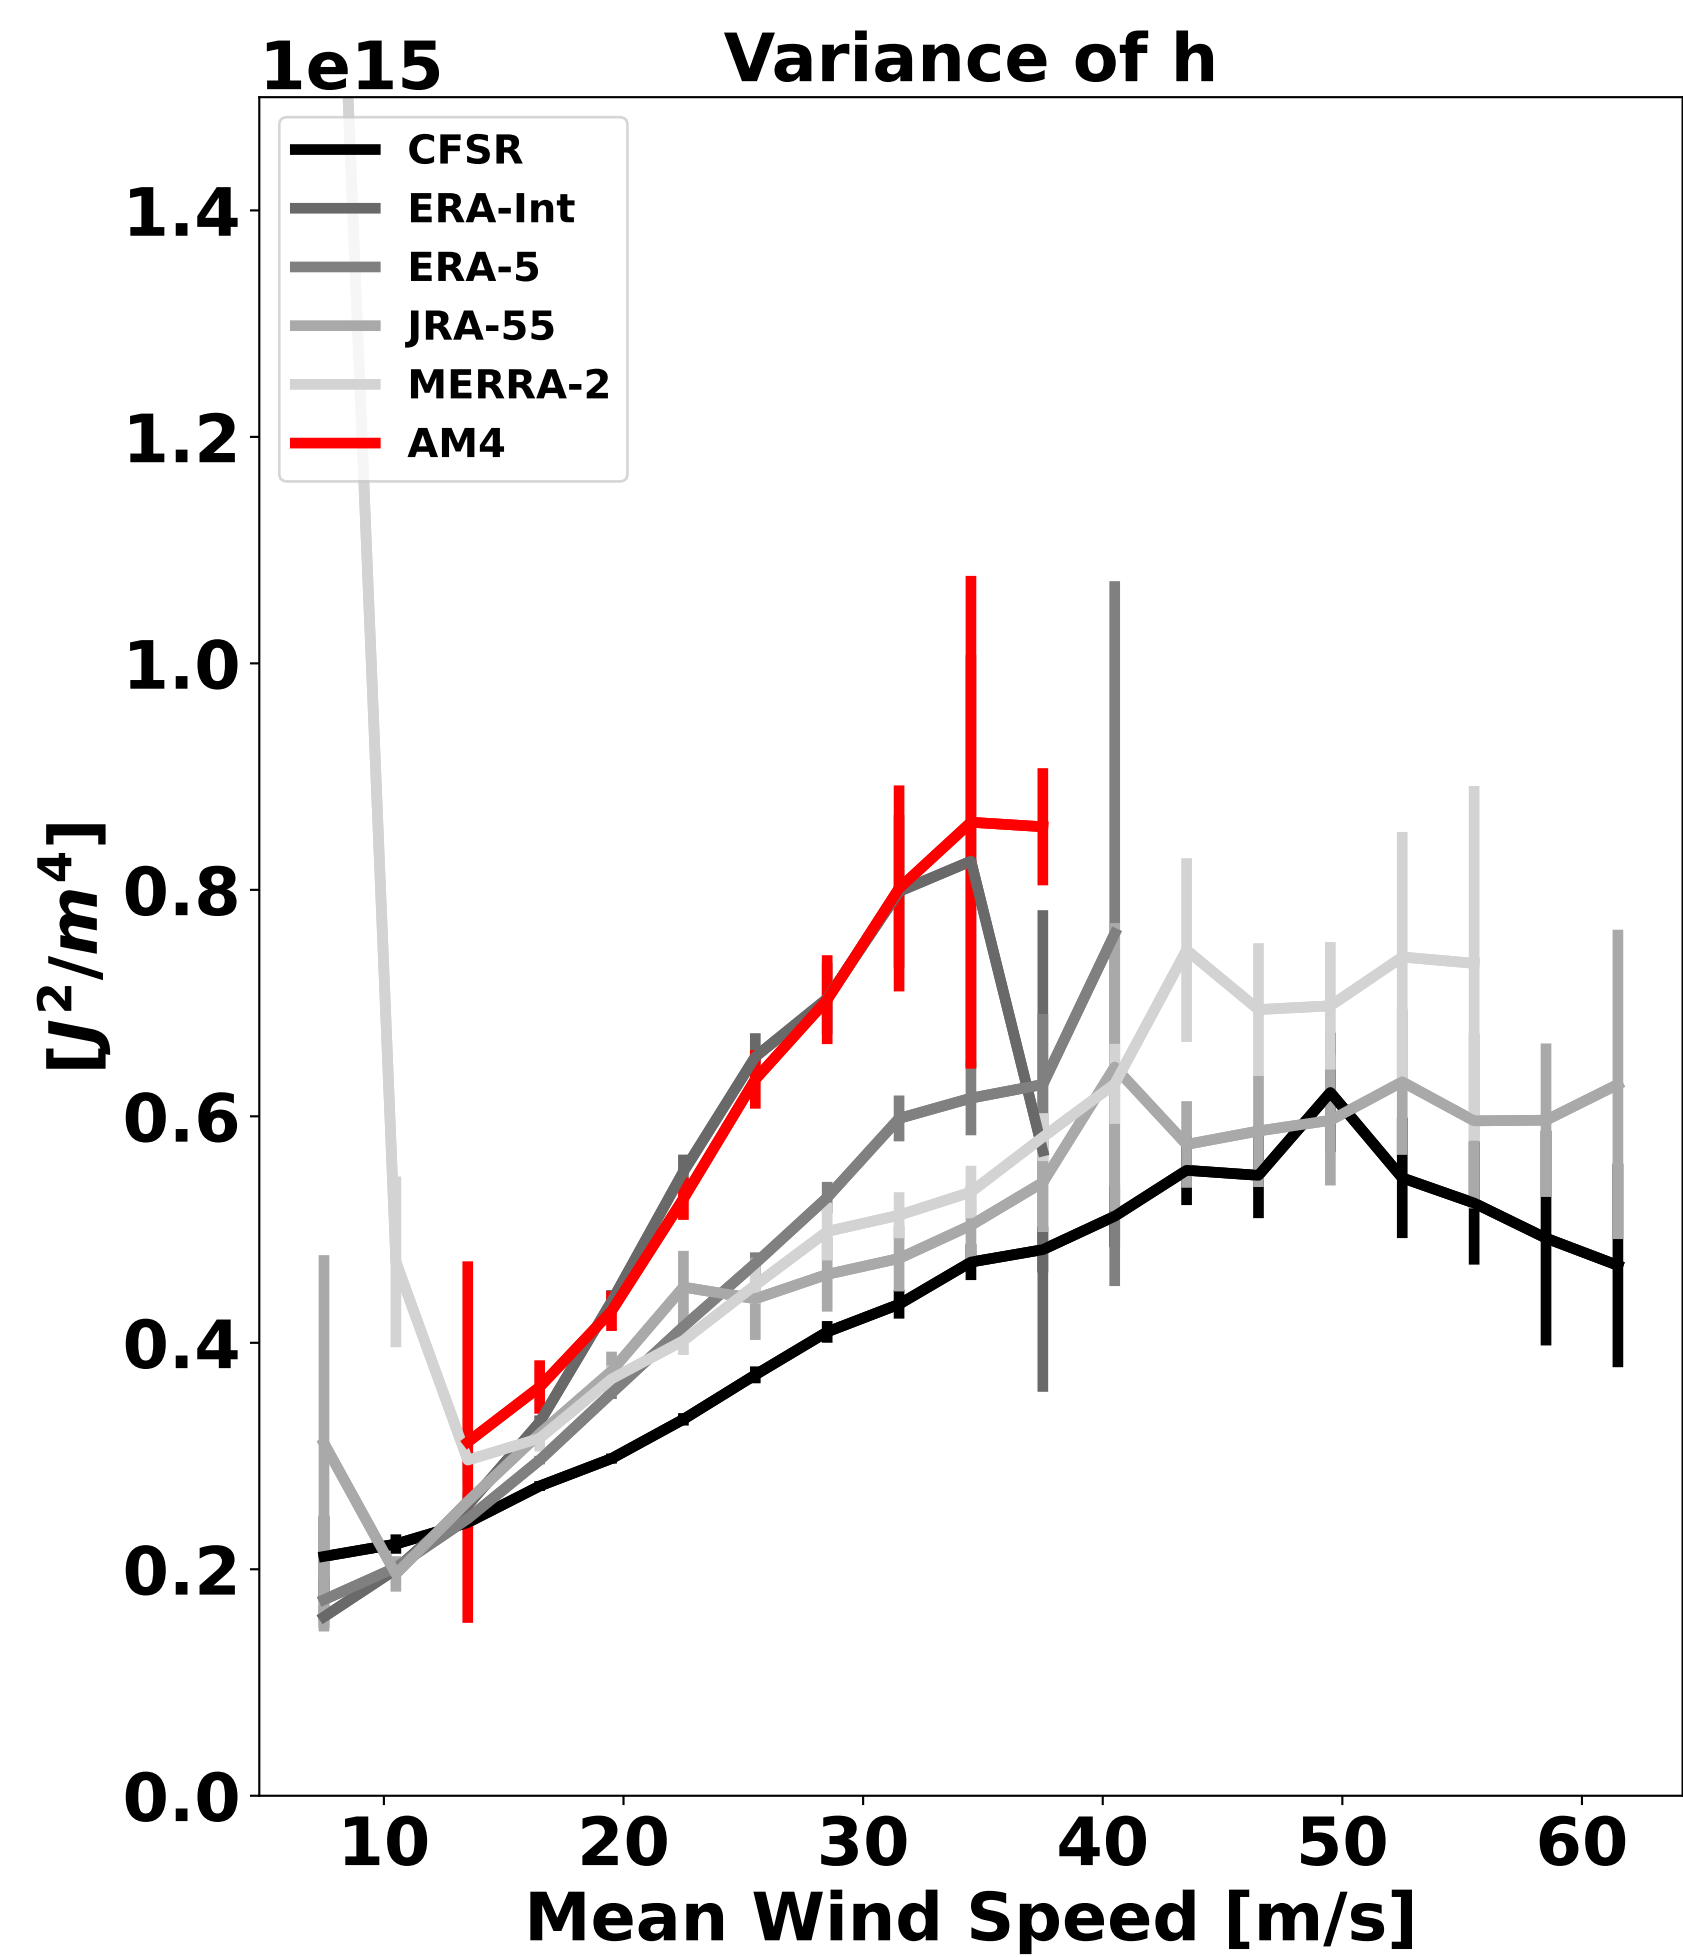 1e15
Variance of h
CFSR
ERA-Int
ERA-5
JRA-55
MERRA-2
AM4
1.4
1.2
1.0
0.8
0.6
0.4
0.2
0.0
[J²/m⁴]
10 20 30 40 50 60
Mean Wind Speed [m/s]